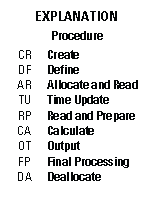 EXPLANATION
Procedure
CR Create
DF Define
AR Allocate and Read
TU Time Update
RP Read and Prepare
CA Calculate
OT Output
FP Final Processing
DA Deallocate